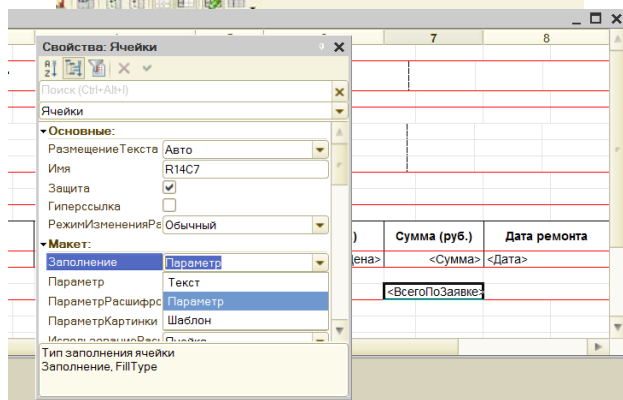 7 8
Свойства: Ячейки
Поиск (Ctrl+Alt+I)
Ячейки
Основные:
РазмещениеТекста Авто
Имя R14C7
Защита
Гиперссылка
РежимИзмененияРа Обычный
Макет:
Заполнение Параметр
Параметр Текст
ПараметрРасшифро Параметр
ПараметрКартинки Шаблон
Тип заполнения ячейки
Заполнение, FillType
) Сумма (руб.) Дата ремонта
Цена> <Сумма> <Дата>
<ВсегоПоЗаявке>